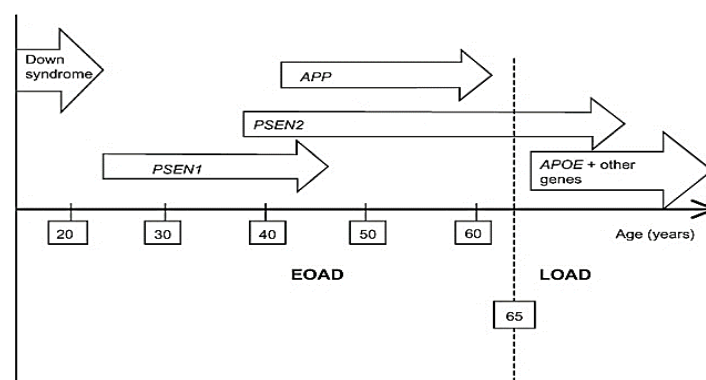 Down
syndrome
APP
PSEN2
PSEN1
APOE + other
genes
20
30
40
50
60
Age (years)
EOAD
LOAD
65